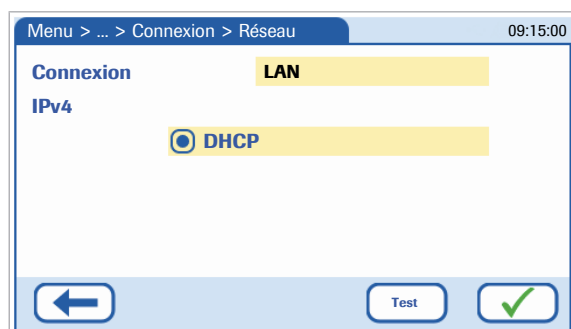 Menu > ... > Connexion > Réseau 09:15:00
Connexion LAN
IPv4
DHCP
Test